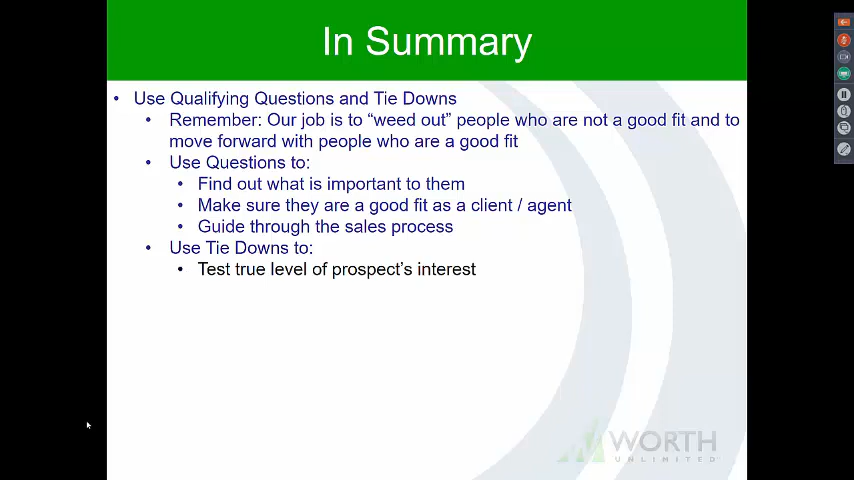 In Summary
• Use Qualifying Questions and Tie Downs
• Remember: Our job is to “weed out” people who are not a good fit and to
move forward with people who are a good fit
• Use Questions to:
• Find out what is important to them
• Make sure they are a good fit as a client / agent
• Guide through the sales process
• Use Tie Downs to:
• Test true level of prospect’s interest
WORTH
UNLIMITED